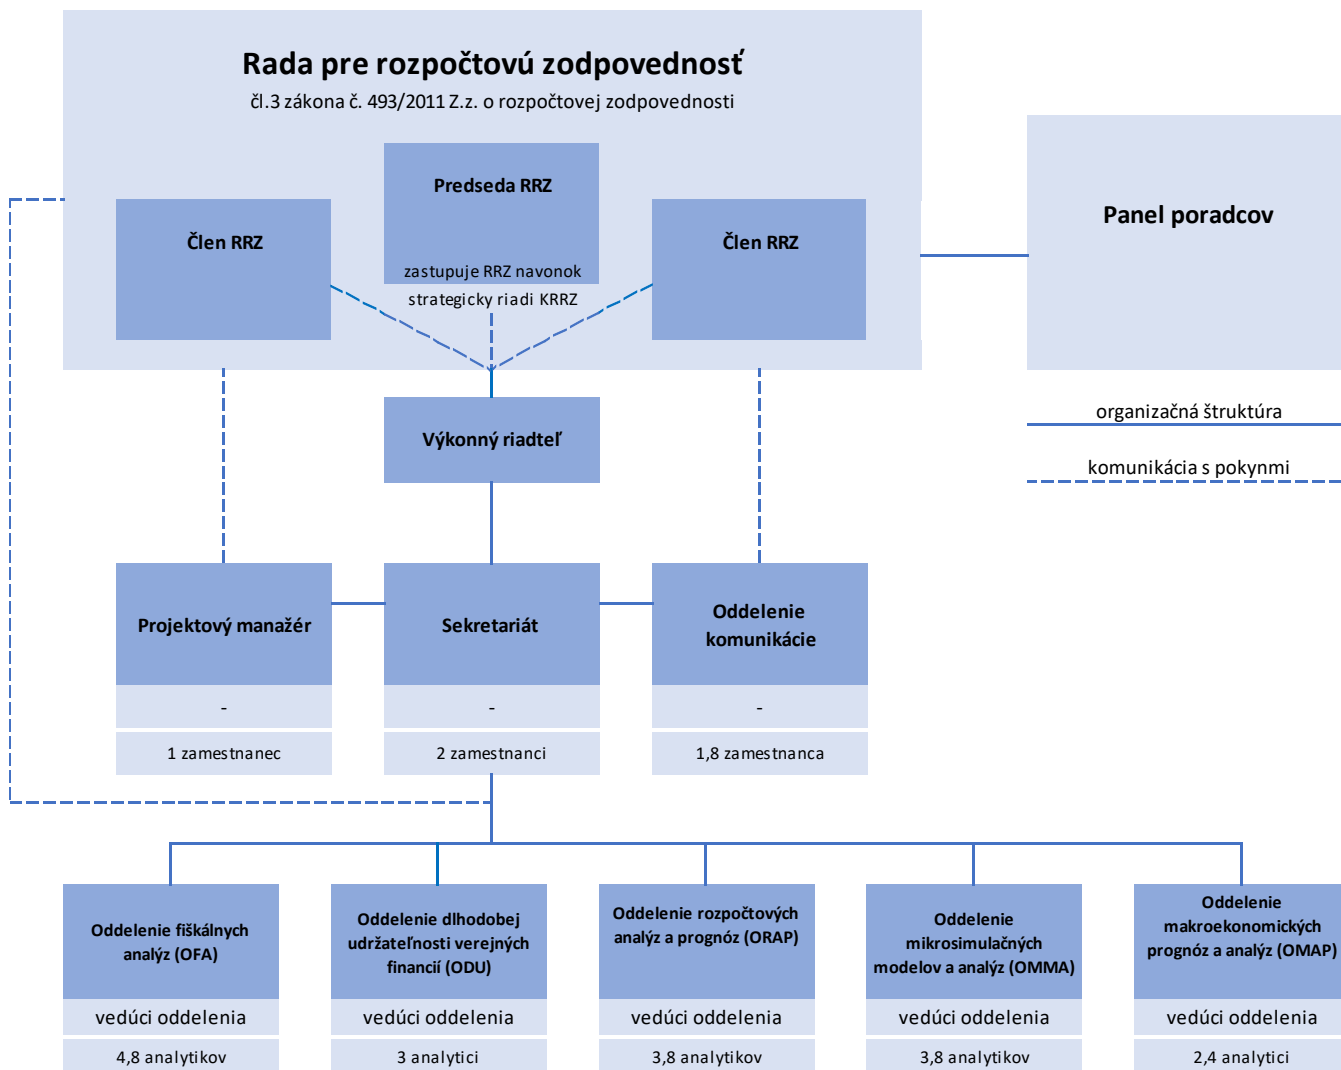 Rada pre rozpočtovú zodpovednosť
čl.3 zákona č. 493/2011 Z.z. o rozpočtovej zodpovednosti
Predseda RRZ
zastupuje RRZ navonok
strategicky riadi KRRZ
Člen RRZ
Člen RRZ
Panel poradcov
organizačná štruktúra
komunikácia s pokynmi
Výkonný riadteľ
Projektový manažér
-
1 zamestnanec
Sekretariát
-
2 zamestnanci
Oddelenie
komunikácie
-
1,8 zamestnanca
Oddelenie fiškálnych
analýz (OFA)
vedúci oddelenia
4,8 analytikov
Oddelenie dlhodobej
udržateľnosti verejných
financií (ODU)
vedúci oddelenia
3 analytici
Oddelenie rozpočtových
analýz a prognóz (ORAP)
vedúci oddelenia
3,8 analytikov
Oddelenie
mikrosimulačných
modelov a analýz (OMMA)
vedúci oddelenia
3,8 analytikov
Oddelenie
makroekonomických
prognóz a analýz (OMAP)
vedúci oddelenia
2,4 analytici